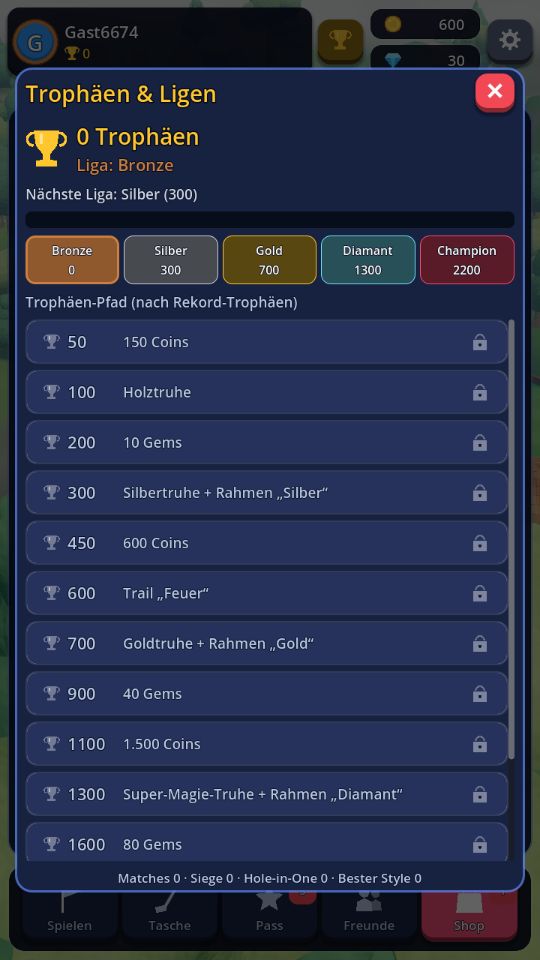 Gast6674
G
0
600
30
Trophäen & Ligen
0 Trophäen
Liga: Bronze
Nächste Liga: Silber (300)
Bronze
0
Silber
300
Gold
700
Diamant
1300
Champion
2200
Trophäen-Pfad (nach Rekord-Trophäen)
50 150 Coins
100 Holztruhe
200 10 Gems
300 Silbertruhe + Rahmen „Silber“
450 600 Coins
600 Trail „Feuer“
700 Goldtruhe + Rahmen „Gold“
900 40 Gems
1100 1.500 Coins
1300 Super-Magie-Truhe + Rahmen „Diamant“
1600 80 Gems
Matches 0 · Siege 0 · Hole-in-One 0 · Bester Style 0
Spielen
Tasche
Pass
Freunde
Shop